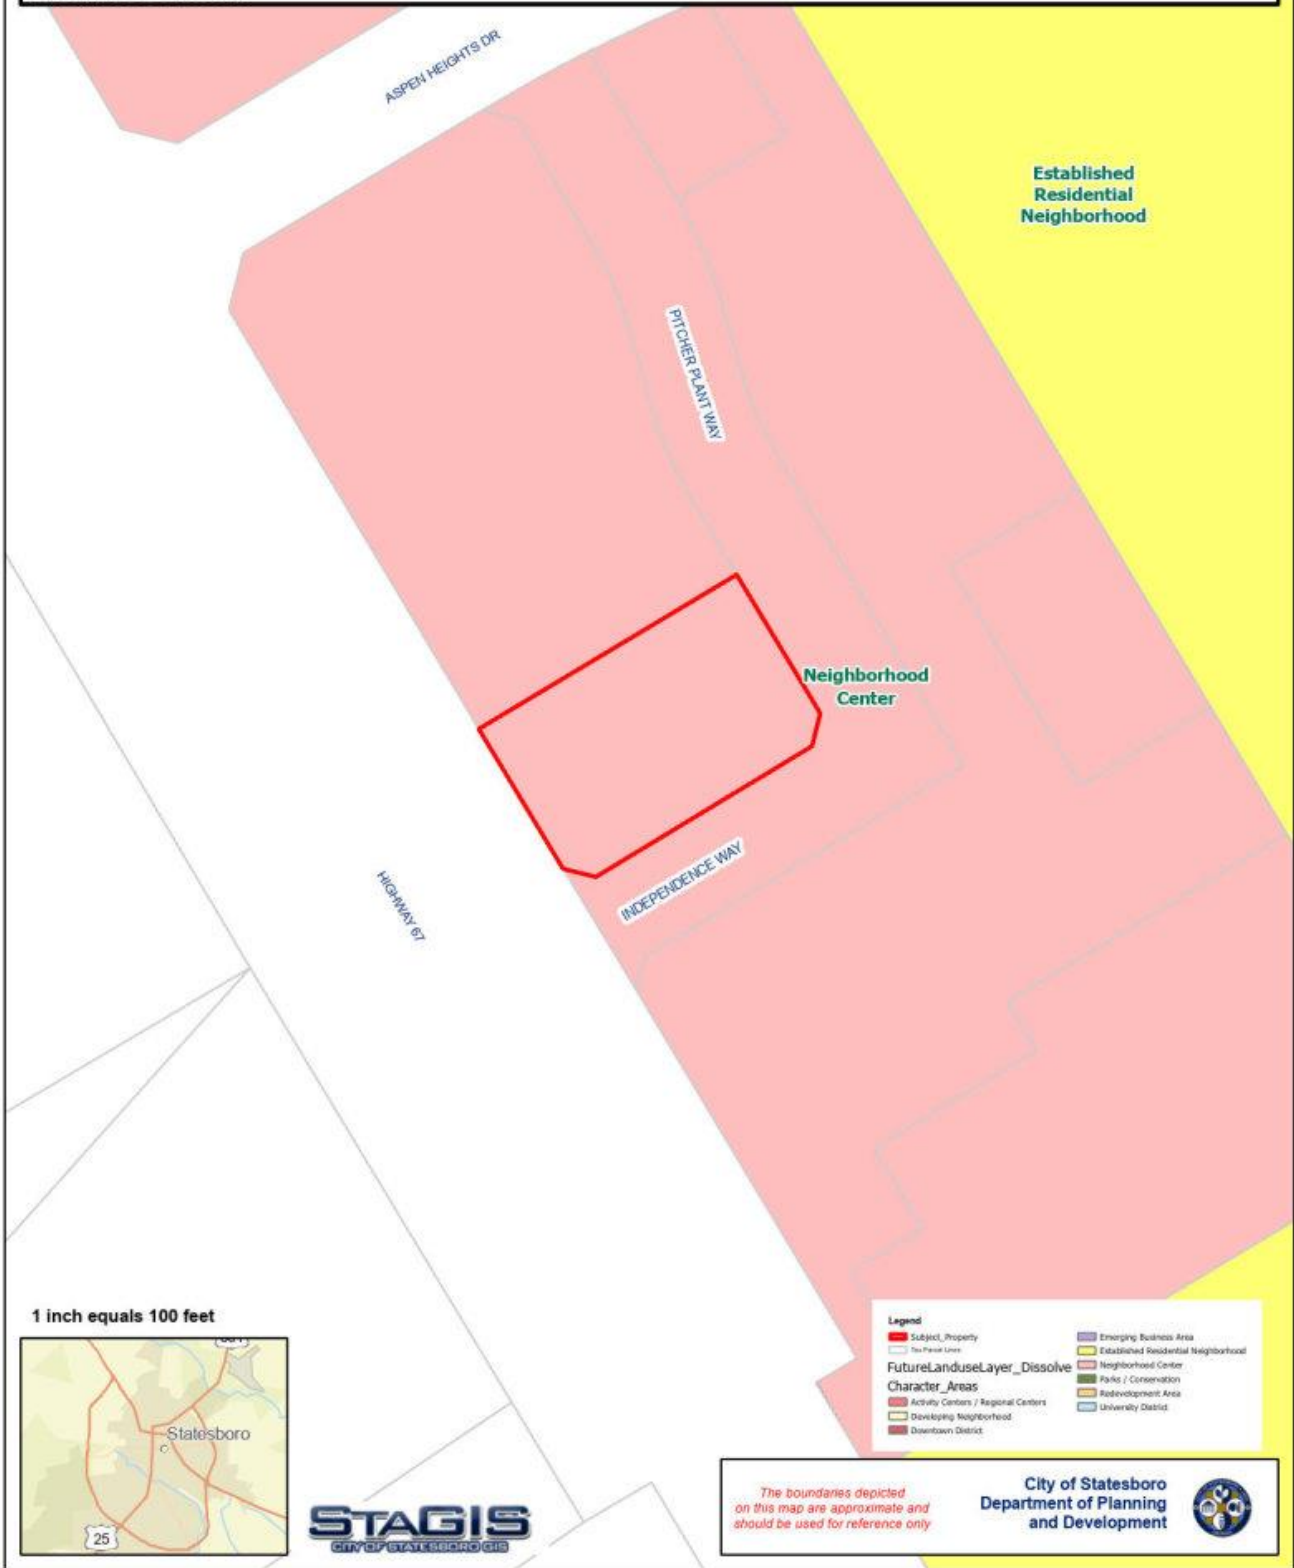 ASPEN HEIGHTS DR
Established
Residential
Neighborhood
PITCHER PLANT WAY
Neighborhood
Center
INDEPENDENCE WAY
HIGHWAY 67
1 inch equals 100 feet
Statesboro
25
STAGIS
CITY OF STATESBORO GIS
Legend
Subject_Property
Tax Parcel Lines
FutureLanduseLayer_Dissolve
Character_Areas
Activity Centers / Regional Centers
Developing Neighborhood
Downtown District
Emerging Business Area
Established Residential Neighborhood
Neighborhood Center
Parks / Conservation
Redevelopment Area
University District
The boundaries depicted
on this map are approximate and
should be used for reference only
City of Statesboro
Department of Planning
and Development